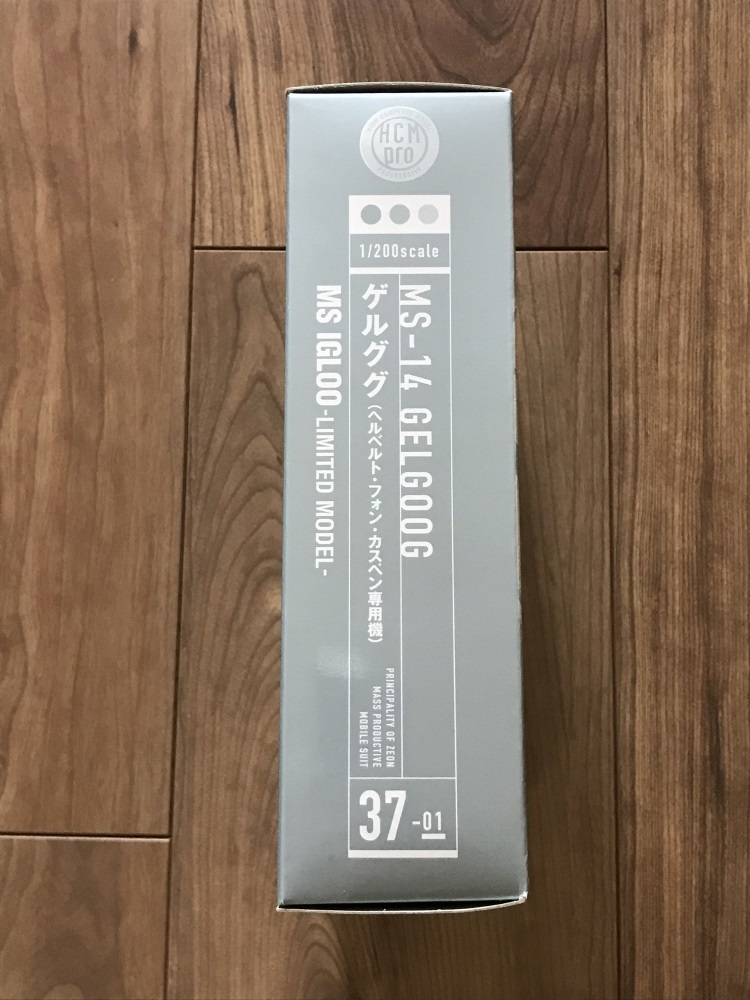 HCM
pro
1/200scale
MS-14 GELGOOG
ゲルググ(ヘルベルト・フォン・カスペン専用機)
MS IGLOO -LIMITED MODEL-
PRINCIPALITY OF ZEON
MASS PRODUCTIVE
MOBILE SUIT
37-01